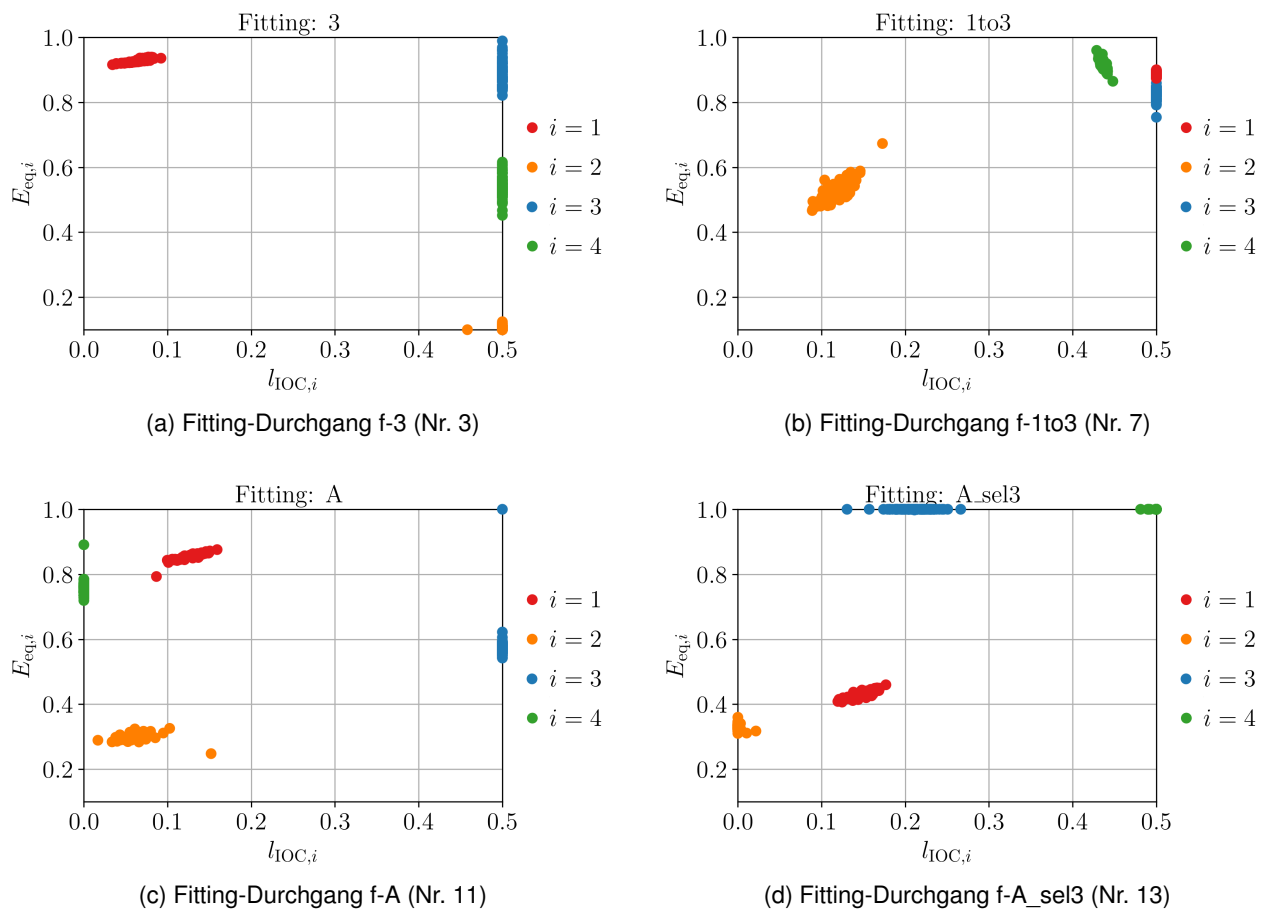 Fitting: 3
1.0
0.8
0.6
0.4
0.2
E_eq,i
0.0 0.1 0.2 0.3 0.4 0.5
l_IOC,i
i = 1
i = 2
i = 3
i = 4
(a) Fitting-Durchgang f-3 (Nr. 3)
Fitting: 1to3
1.0
0.8
0.6
0.4
0.2
E_eq,i
0.0 0.1 0.2 0.3 0.4 0.5
l_IOC,i
i = 1
i = 2
i = 3
i = 4
(b) Fitting-Durchgang f-1to3 (Nr. 7)
Fitting: A
1.0
0.8
0.6
0.4
0.2
E_eq,i
0.0 0.1 0.2 0.3 0.4 0.5
l_IOC,i
i = 1
i = 2
i = 3
i = 4
(c) Fitting-Durchgang f-A (Nr. 11)
Fitting: A_sel3
1.0
0.8
0.6
0.4
0.2
E_eq,i
0.0 0.1 0.2 0.3 0.4 0.5
l_IOC,i
i = 1
i = 2
i = 3
i = 4
(d) Fitting-Durchgang f-A_sel3 (Nr. 13)